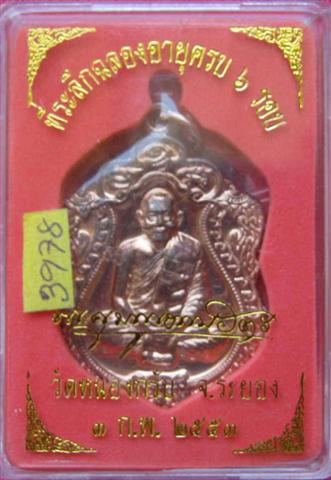 ที่ระลึกฉลองอายุครบ ๖ รอบ
3978
วัดหนองกรับ จ.ระยอง
๓ ก.พ. ๒๕๕๓